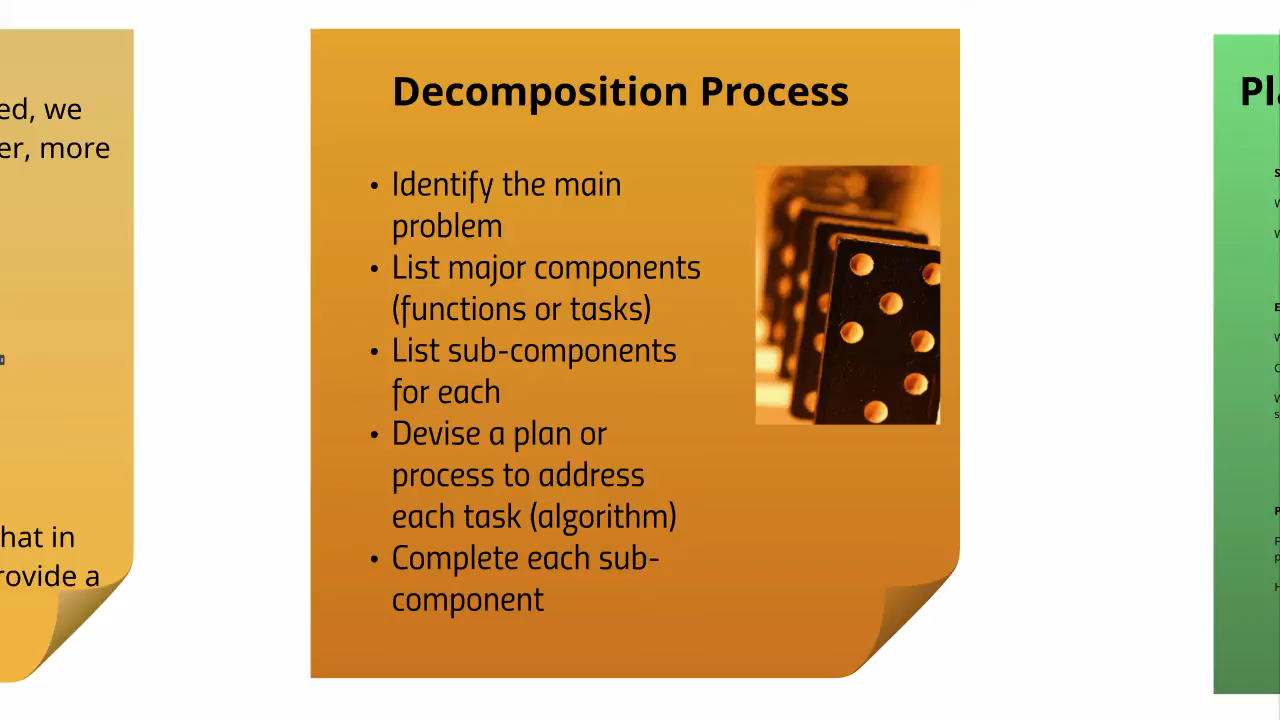 ed, we
er, more
hat in
rovide a
Decomposition Process
• Identify the main
problem
• List major components
(functions or tasks)
• List sub-components
for each
• Devise a plan or
process to address
each task (algorithm)
• Complete each sub-
component
Pl